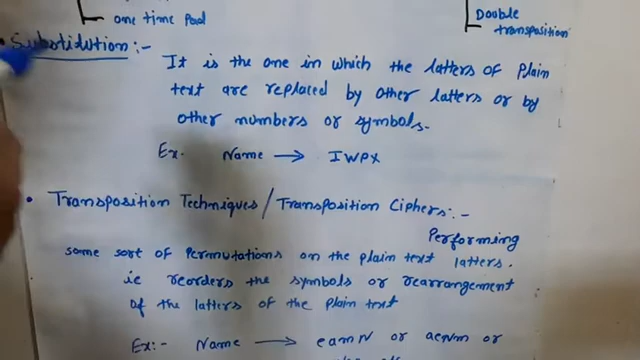 one time Pad
Double
transposition
Substitution :-
It is the one in which the latters of Plain
text are replaced by other latters or by
other numbers or symbols.
Ex. Name → IWPX
• Transposition Techniques / Transposition Ciphers:-
Performing
some sort of Permutations on the plain text latters.
ie reorders the symbols or rearrangement
of the latters of the Plain text
Ex:- Name → eamN or aeNm or